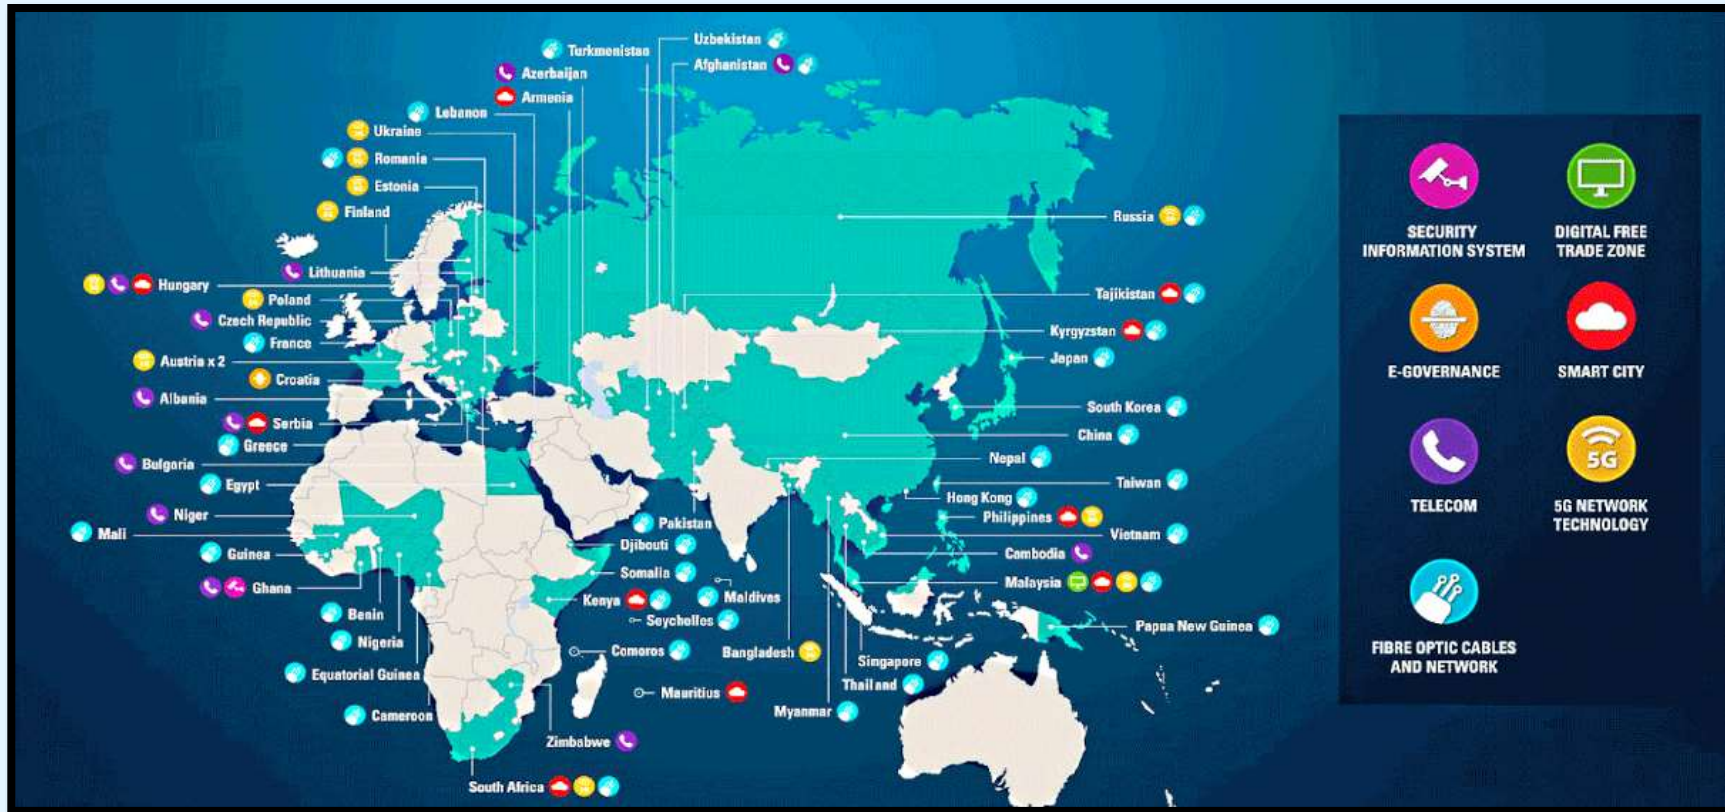 Turkmenistan
Azerbaijan
Armenia
Lebanon
Ukraine
Romania
Estonia
Finland
Lithuania
Hungary
Poland
Czech Republic
France
Austria x 2
Croatia
Albania
Serbia
Greece
Bulgaria
Egypt
Niger
Mali
Guinea
Ghana
Benin
Nigeria
Equatorial Guinea
Cameroon
South Africa
Zimbabwe
Uzbekistan
Afghanistan
Russia
Tajikistan
Kyrgyzstan
Japan
South Korea
China
Nepal
Taiwan
Hong Kong
Philippines
Vietnam
Cambodia
Malaysia
Papua New Guinea
Pakistan
Djibouti
Somalia
Kenya
Maldives
Seychelles
Comoros
Bangladesh
Mauritius
Singapore
Thailand
Myanmar
SECURITY
INFORMATION SYSTEM
DIGITAL FREE
TRADE ZONE
E-GOVERNANCE
SMART CITY
TELECOM
5G
5G NETWORK
TECHNOLOGY
FIBRE OPTIC CABLES
AND NETWORK